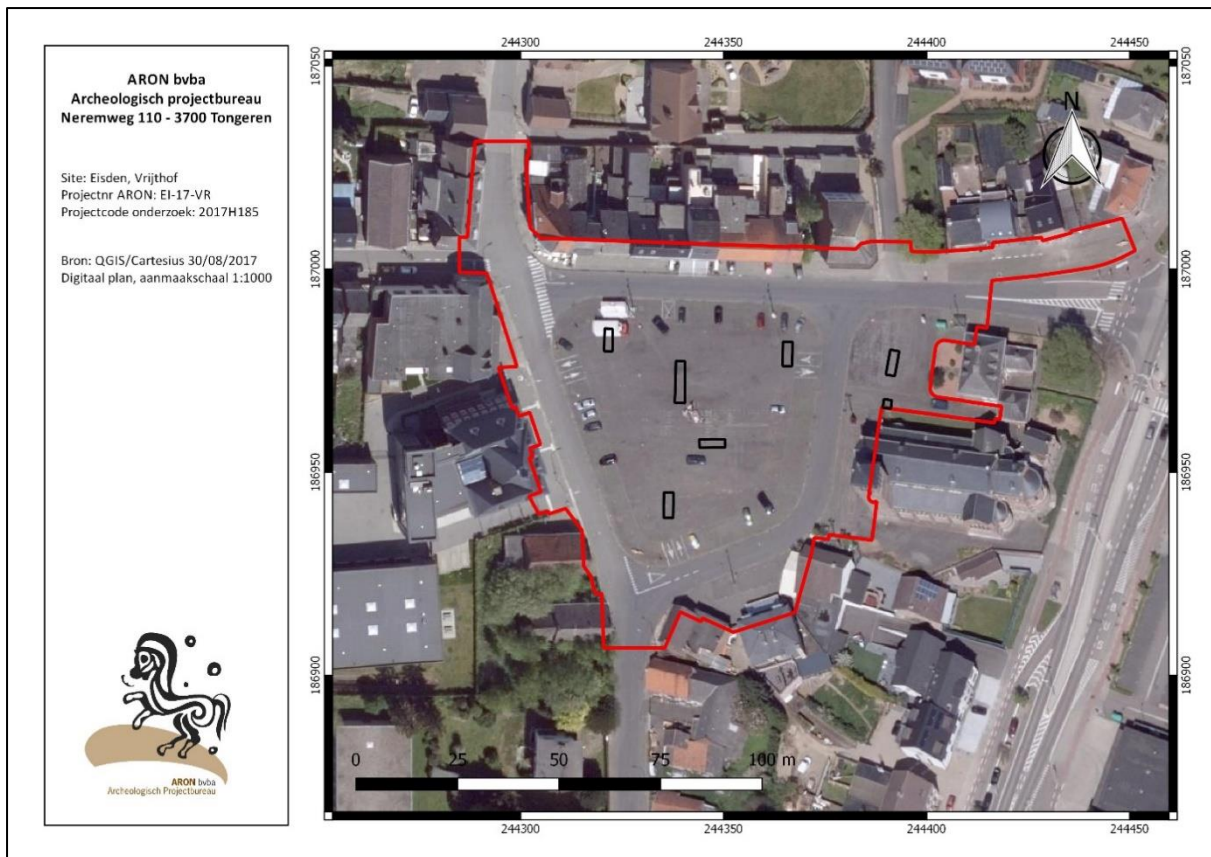 ARON bvba
Archeologisch projectbureau
Neremweg 110 - 3700 Tongeren
Site: Eisden, Vrijthof
Projectnr ARON: EI-17-VR
Projectcode onderzoek: 2017H185
Bron: QGIS/Cartesius 30/08/2017
Digitaal plan, aanmaakschaal 1:1000
ARON bvba
Archeologisch Projectbureau
244300 244350 244400 244450
187050 187050
N
187000 187000
186950 186950
186900 186900
0 25 50 75 100 m
244300 244350 244400 244450